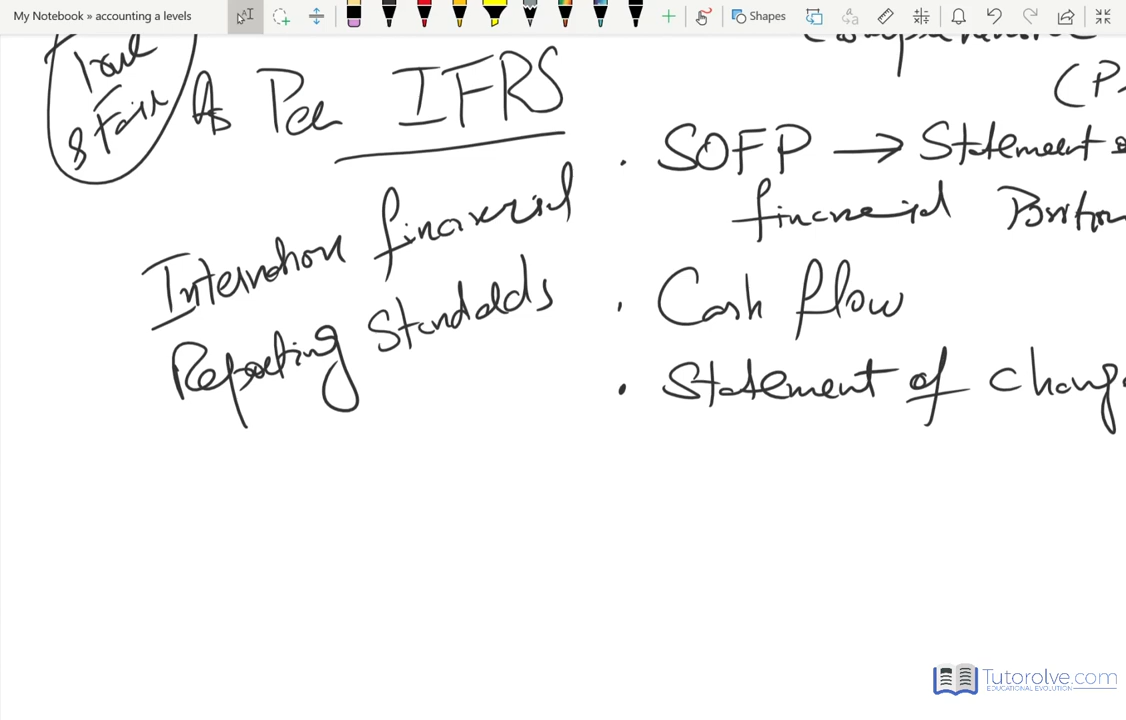 My Notebook » accounting a levels
Shapes
True
& Fair
As Per IFRS
Internation financial
Reporting Standards
(P
• SOFP → Statement o
financial Position
• Cash flow
• Statement of Chang
Tutorolve.com
EDUCATIONAL EVOLUTION